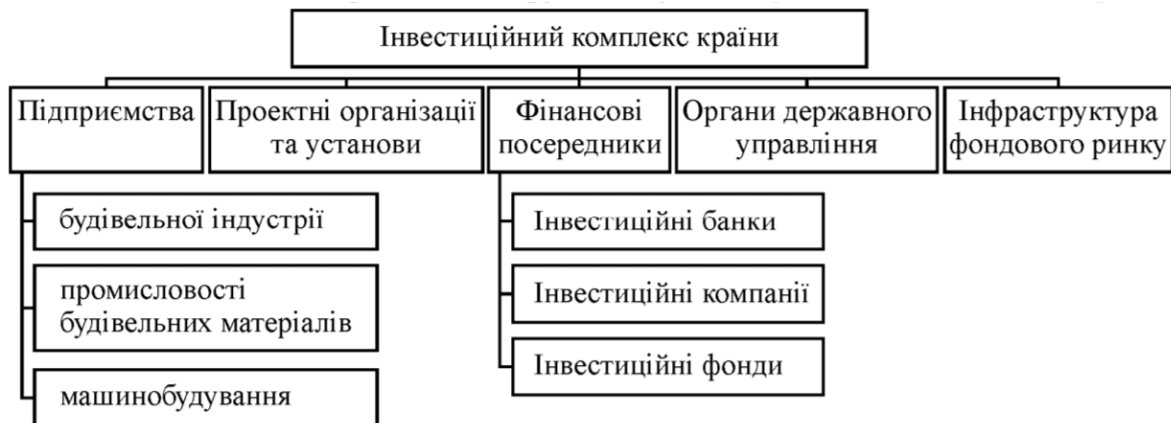 Інвестиційний комплекс країни
Підприємства
Проектні організації
та установи
Фінансові
посередники
Органи державного
управління
Інфраструктура
фондового ринку
будівельної індустрії
промисловості
будівельних матеріалів
машинобудування
Інвестиційні банки
Інвестиційні компанії
Інвестиційні фонди